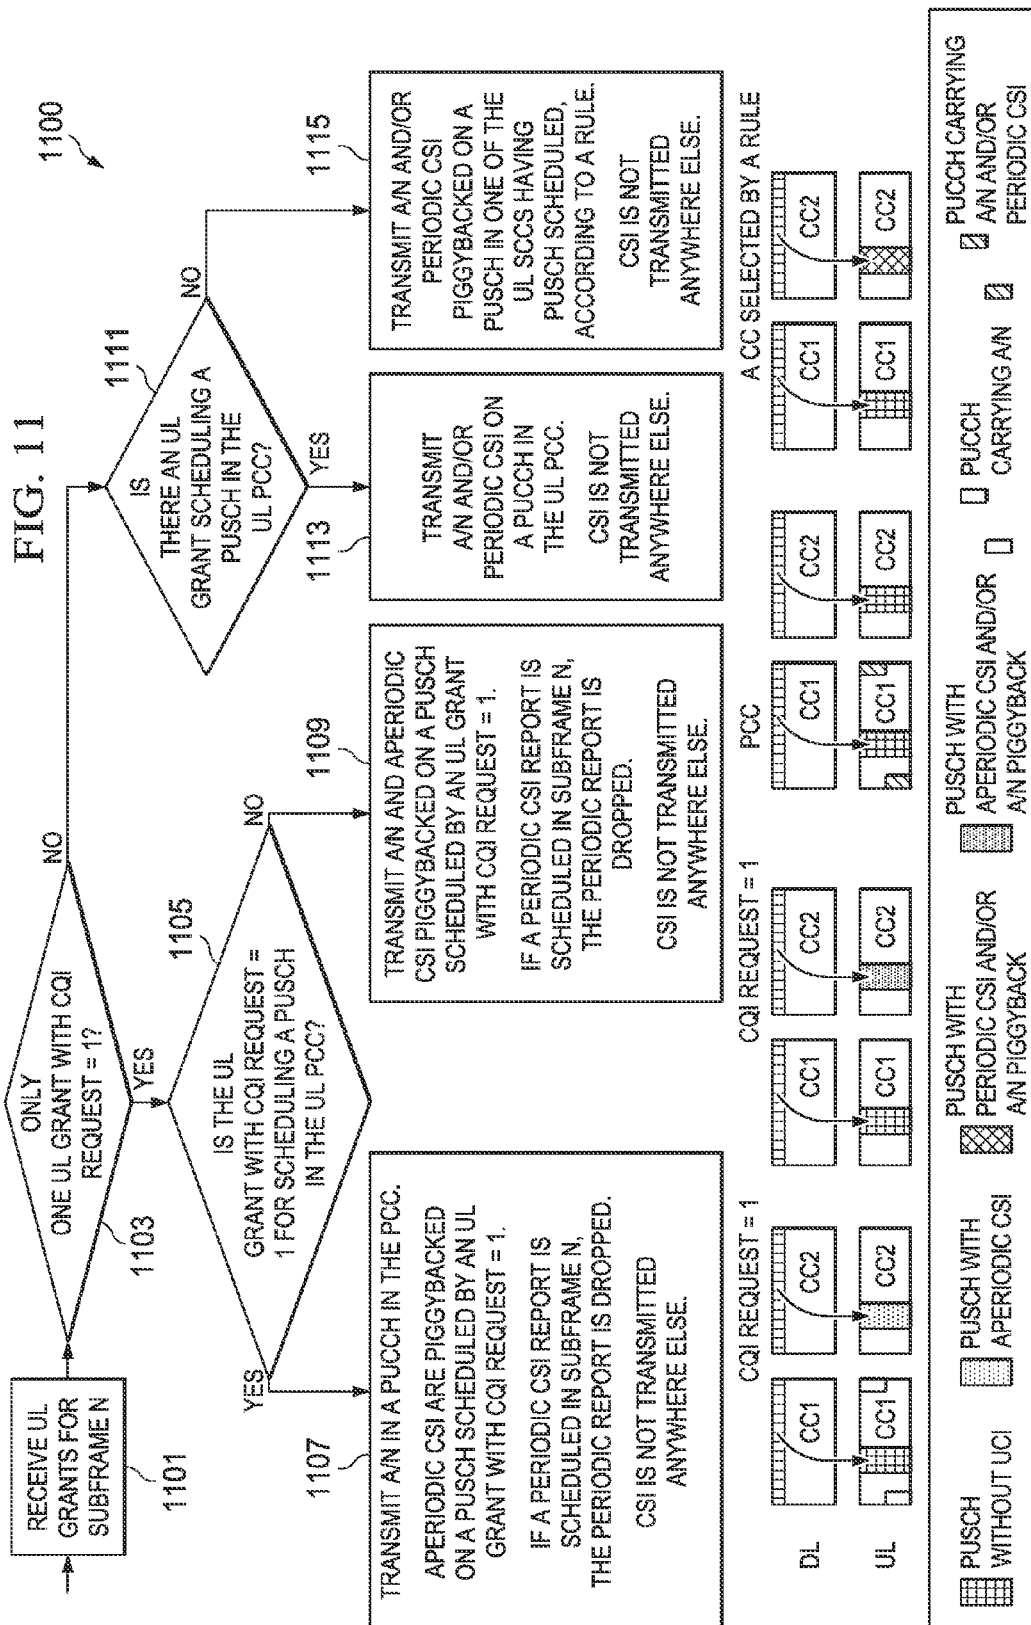 FIG. 11
1100
RECEIVE UL
GRANTS FOR
SUBFRAME N
1101
ONLY
ONE UL GRANT WITH CQI
REQUEST = 1?
1103
NO
YES
IS THE UL
GRANT WITH CQI REQUEST =
1 FOR SCHEDULING A PUSCH
IN THE UL PCC?
1105
YES
NO
IS
THERE AN UL
GRANT SCHEDULING A
PUSCH IN THE
UL PCC?
1111
NO
YES
1107
TRANSMIT A/N IN A PUCCH IN THE PCC.
APERIODIC CSI ARE PIGGYBACKED
ON A PUSCH SCHEDULED BY AN UL
GRANT WITH CQI REQUEST = 1.
IF A PERIODIC CSI REPORT IS
SCHEDULED IN SUBFRAME N,
THE PERIODIC REPORT IS DROPPED.
CSI IS NOT TRANSMITTED
ANYWHERE ELSE.
1109
TRANSMIT A/N AND APERIODIC
CSI PIGGYBACKED ON A PUSCH
SCHEDULED BY AN UL GRANT
WITH CQI REQUEST = 1.
IF A PERIODIC CSI REPORT IS
SCHEDULED IN SUBFRAME N,
THE PERIODIC REPORT IS
DROPPED.
CSI IS NOT TRANSMITTED
ANYWHERE ELSE.
1113
TRANSMIT
A/N AND/OR
PERIODIC CSI ON
A PUCCH IN
THE UL PCC.
CSI IS NOT
TRANSMITTED
ANYWHERE ELSE.
1115
TRANSMIT A/N AND/OR
PERIODIC CSI
PIGGYBACKED ON A
PUSCH IN ONE OF THE
UL SCCS HAVING
PUSCH SCHEDULED,
ACCORDING TO A RULE.
CSI IS NOT
TRANSMITTED
ANYWHERE ELSE.
CQI REQUEST = 1
CQI REQUEST = 1
PCC
A CC SELECTED BY A RULE
DL
CC1
CC2
CC1
CC2
CC1
CC2
CC1
CC2
UL
CC1
CC2
CC1
CC2
CC1
CC2
CC1
CC2
PUSCH
WITHOUT UCI
PUSCH WITH
APERIODIC CSI
PUSCH WITH
PERIODIC CSI AND/OR
A/N PIGGYBACK
PUSCH WITH
APERIODIC CSI AND/OR
A/N PIGGYBACK
PUCCH
CARRYING A/N
PUCCH CARRYING
A/N AND/OR
PERIODIC CSI